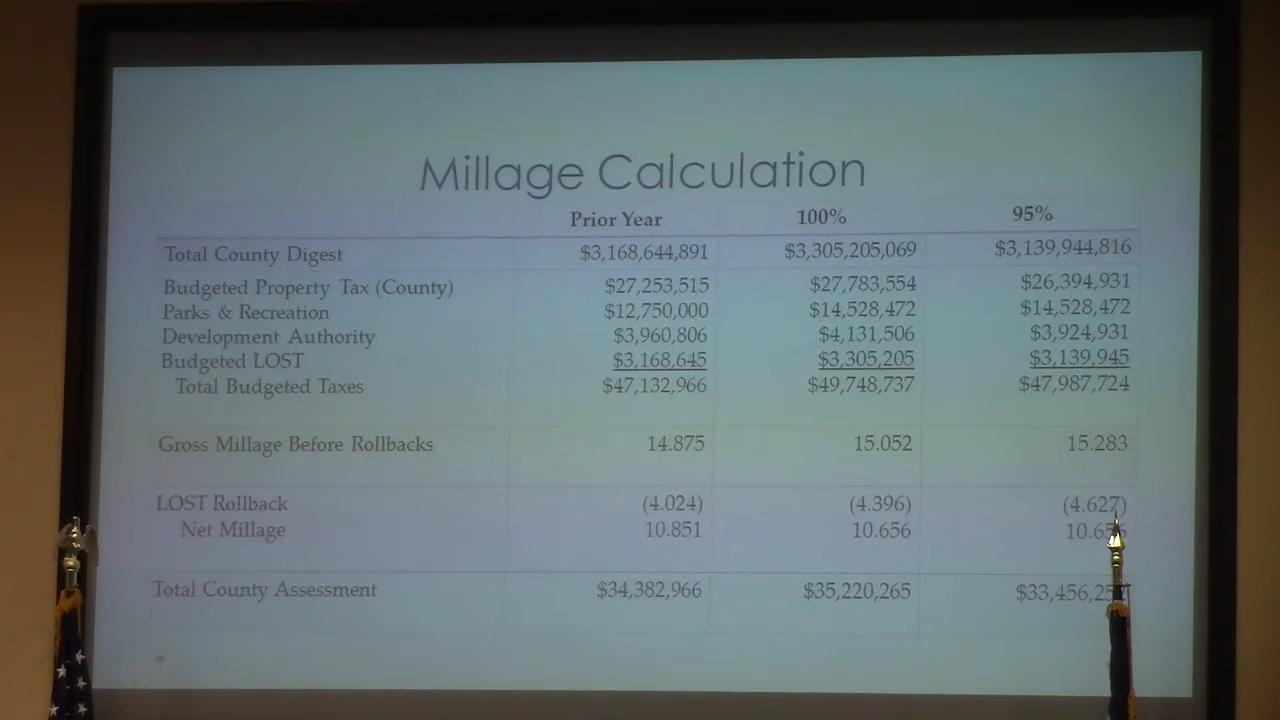 Millage Calculation
Prior Year 100% 95%
Total County Digest $3,168,644,891 $3,305,205,069 $3,139,944,816
Budgeted Property Tax (County) $27,253,515 $27,783,554 $26,394,931
Parks & Recreation $12,750,000 $14,528,472 $14,528,472
Development Authority $3,960,806 $4,131,506 $3,924,931
Budgeted LOST $3,168,645 $3,305,205 $3,139,945
Total Budgeted Taxes $47,132,966 $49,748,737 $47,987,724
Gross Millage Before Rollbacks 14.875 15.052 15.283
LOST Rollback (4.024) (4.396) (4.627)
Net Millage 10.851 10.656
Total County Assessment $34,382,966 $35,220,265